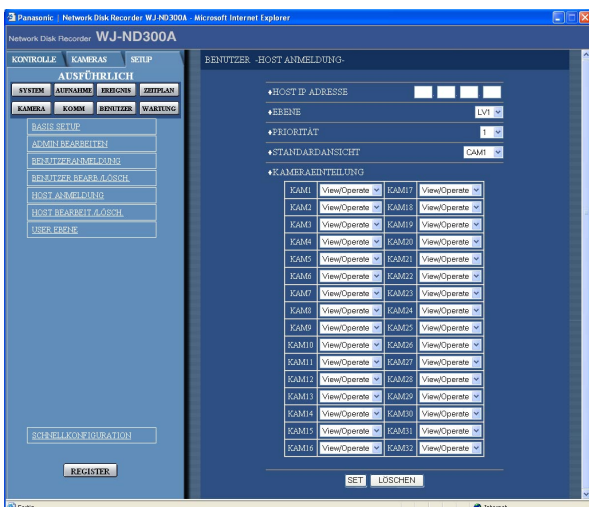 Panasonic | Network Disk Recorder WJ-ND300A - Microsoft Internet Explorer
Network Disk Recorder WJ-ND300A
KONTROLLE KAMERAS SETUP
AUSFÜHRLICH
SYSTEM AUFNAHME EREIGNIS ZEITPLAN
KAMERA KOMM BENUTZER WARTUNG
BASIS SETUP
ADMIN BEARBEITEN
BENUTZERANMELDUNG
BENUTZER BEARB./LÖSCH.
HOST ANMELDUNG
HOST BEARBEIT./LÖSCH.
USER EBENE
SCHNELLKONFIGURATION
REGISTER
BENUTZER -HOST ANMELDUNG-
♦HOST IP ADRESSE
♦EBENE LV1
♦PRIORITÄT 1
♦STANDARDANSICHT CAM1
♦KAMERAEINTEILUNG
KAM1 View/Operate KAM17 View/Operate
KAM2 View/Operate KAM18 View/Operate
KAM3 View/Operate KAM19 View/Operate
KAM4 View/Operate KAM20 View/Operate
KAM5 View/Operate KAM21 View/Operate
KAM6 View/Operate KAM22 View/Operate
KAM7 View/Operate KAM23 View/Operate
KAM8 View/Operate KAM24 View/Operate
KAM9 View/Operate KAM25 View/Operate
KAM10 View/Operate KAM26 View/Operate
KAM11 View/Operate KAM27 View/Operate
KAM12 View/Operate KAM28 View/Operate
KAM13 View/Operate KAM29 View/Operate
KAM14 View/Operate KAM30 View/Operate
KAM15 View/Operate KAM31 View/Operate
KAM16 View/Operate KAM32 View/Operate
SET LÖSCHEN
Internet